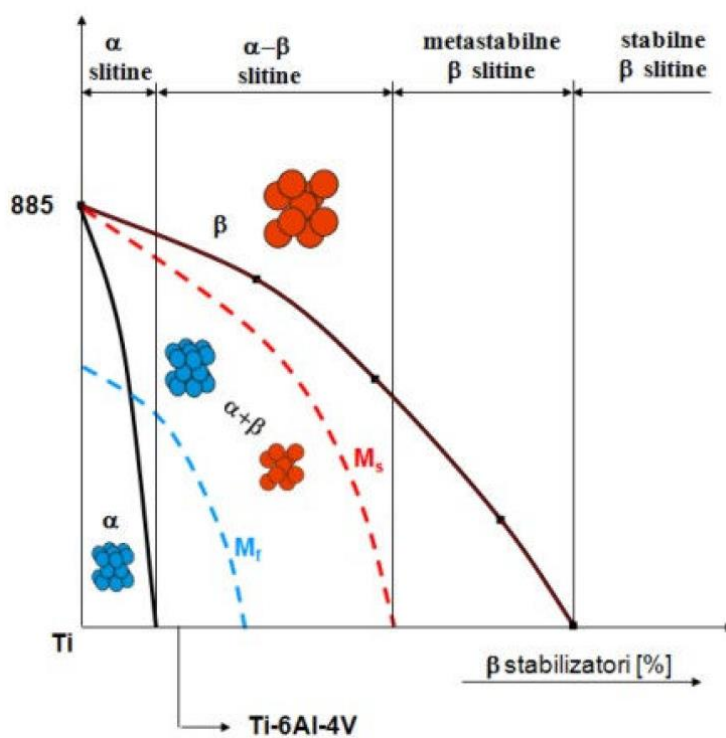 α
slitine
α–β
slitine
metastabilne
β slitine
stabilne
β slitine
885
β
α+β
Ms
α
Mf
Ti
β stabilizatori [%]
Ti-6Al-4V